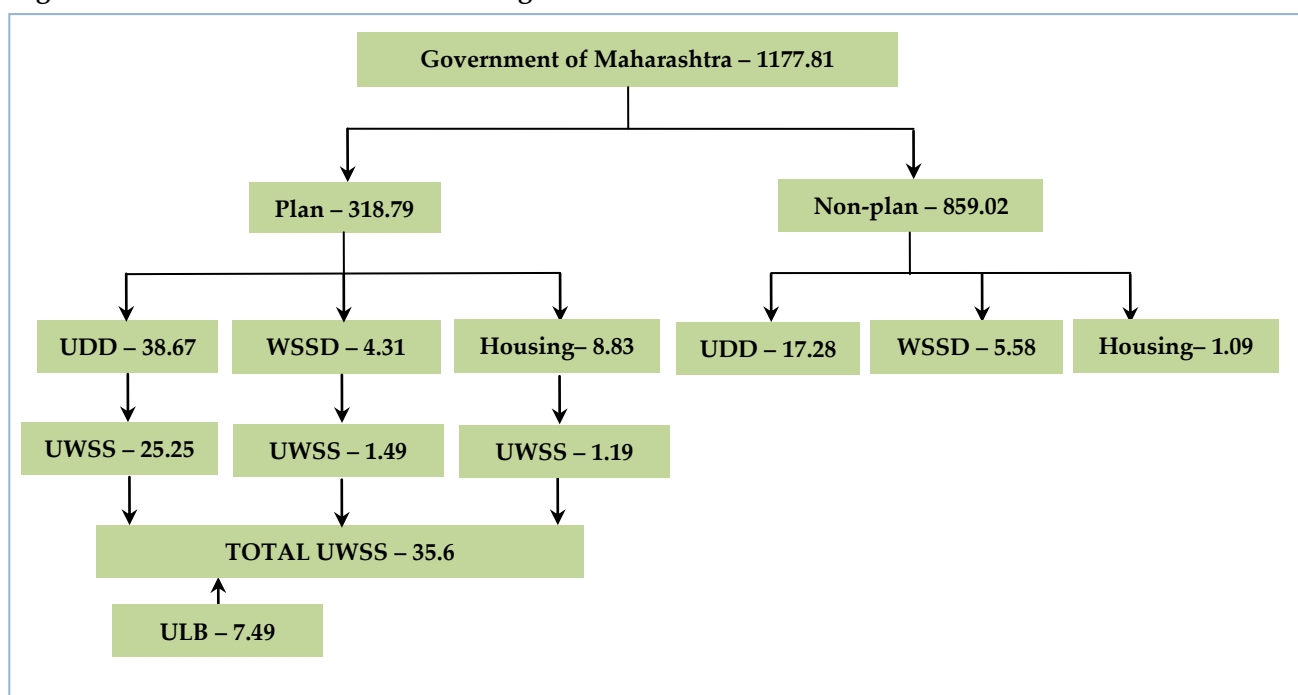 Government of Maharashtra – 1177.81
Plan – 318.79
Non-plan – 859.02
UDD – 38.67
WSSD – 4.31
Housing– 8.83
UDD – 17.28
WSSD – 5.58
Housing– 1.09
UWSS – 25.25
UWSS – 1.49
UWSS – 1.19
TOTAL UWSS – 35.6
ULB – 7.49